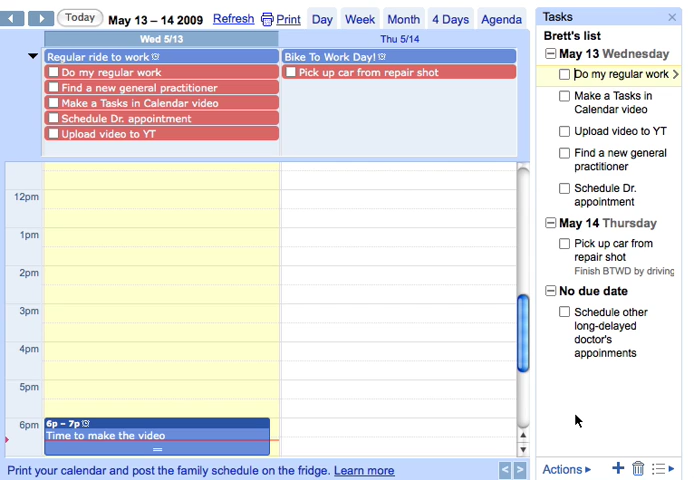 Today May 13 – 14 2009 Refresh Print Day Week Month 4 Days Agenda
Wed 5/13 Thu 5/14
Regular ride to work
Do my regular work
Find a new general practitioner
Make a Tasks in Calendar video
Schedule Dr. appointment
Upload video to YT
Bike To Work Day!
Pick up car from repair shot
12pm
1pm
2pm
3pm
4pm
5pm
6pm
6p – 7p
Time to make the video
Print your calendar and post the family schedule on the fridge. Learn more
Tasks
Brett's list
May 13 Wednesday
Do my regular work
Make a Tasks in
Calendar video
Upload video to YT
Find a new general
practitioner
Schedule Dr.
appointment
May 14 Thursday
Pick up car from
repair shot
Finish BTWD by driving
No due date
Schedule other
long-delayed
doctor's
appoinments
Actions